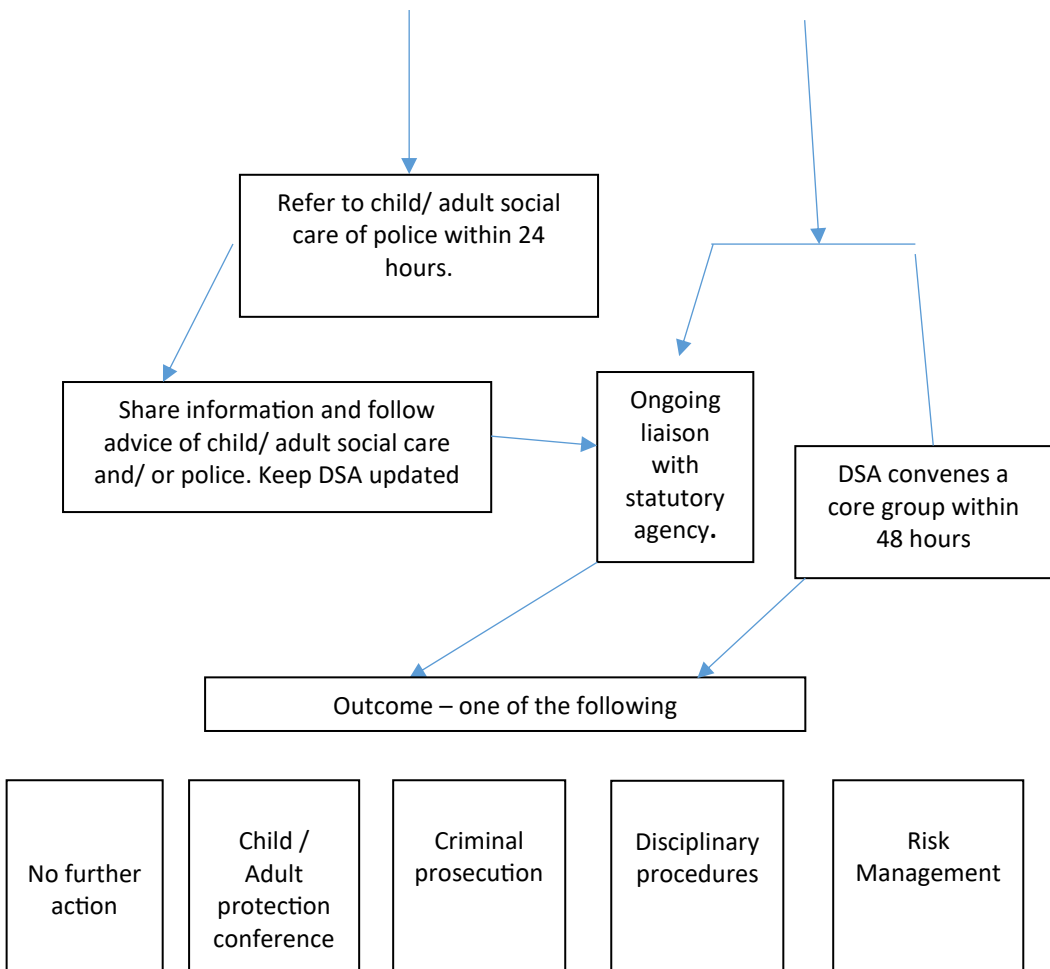 Refer to child/ adult social
care of police within 24
hours.
Share information and follow
advice of child/ adult social care
and/ or police. Keep DSA updated
Ongoing
liaison
with
statutory
agency.
DSA convenes a
core group within
48 hours
Outcome – one of the following
No further
action
Child /
Adult
protection
conference
Criminal
prosecution
Disciplinary
procedures
Risk
Management